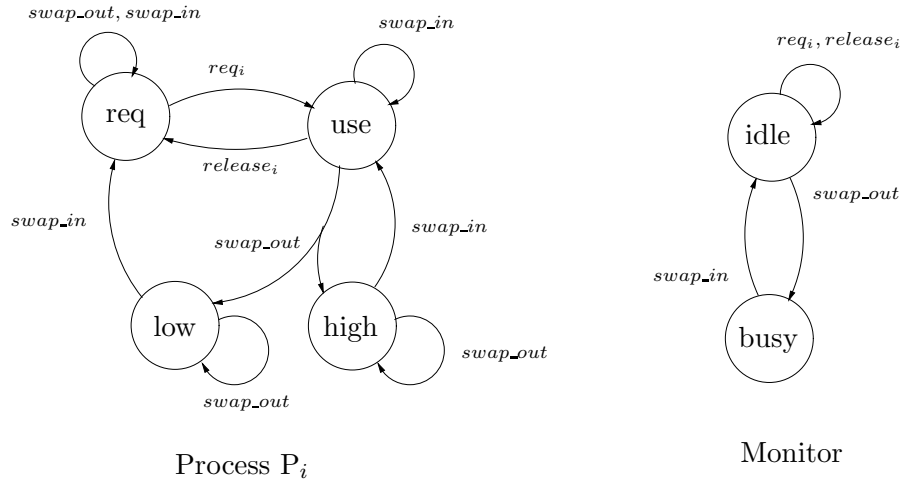 swap_out, swap_in
swap_in
req_i
req
use
release_i
swap_in
swap_out
swap_in
low
high
swap_out
swap_out
Process P_i
req_i, release_i
idle
swap_out
swap_in
busy
Monitor